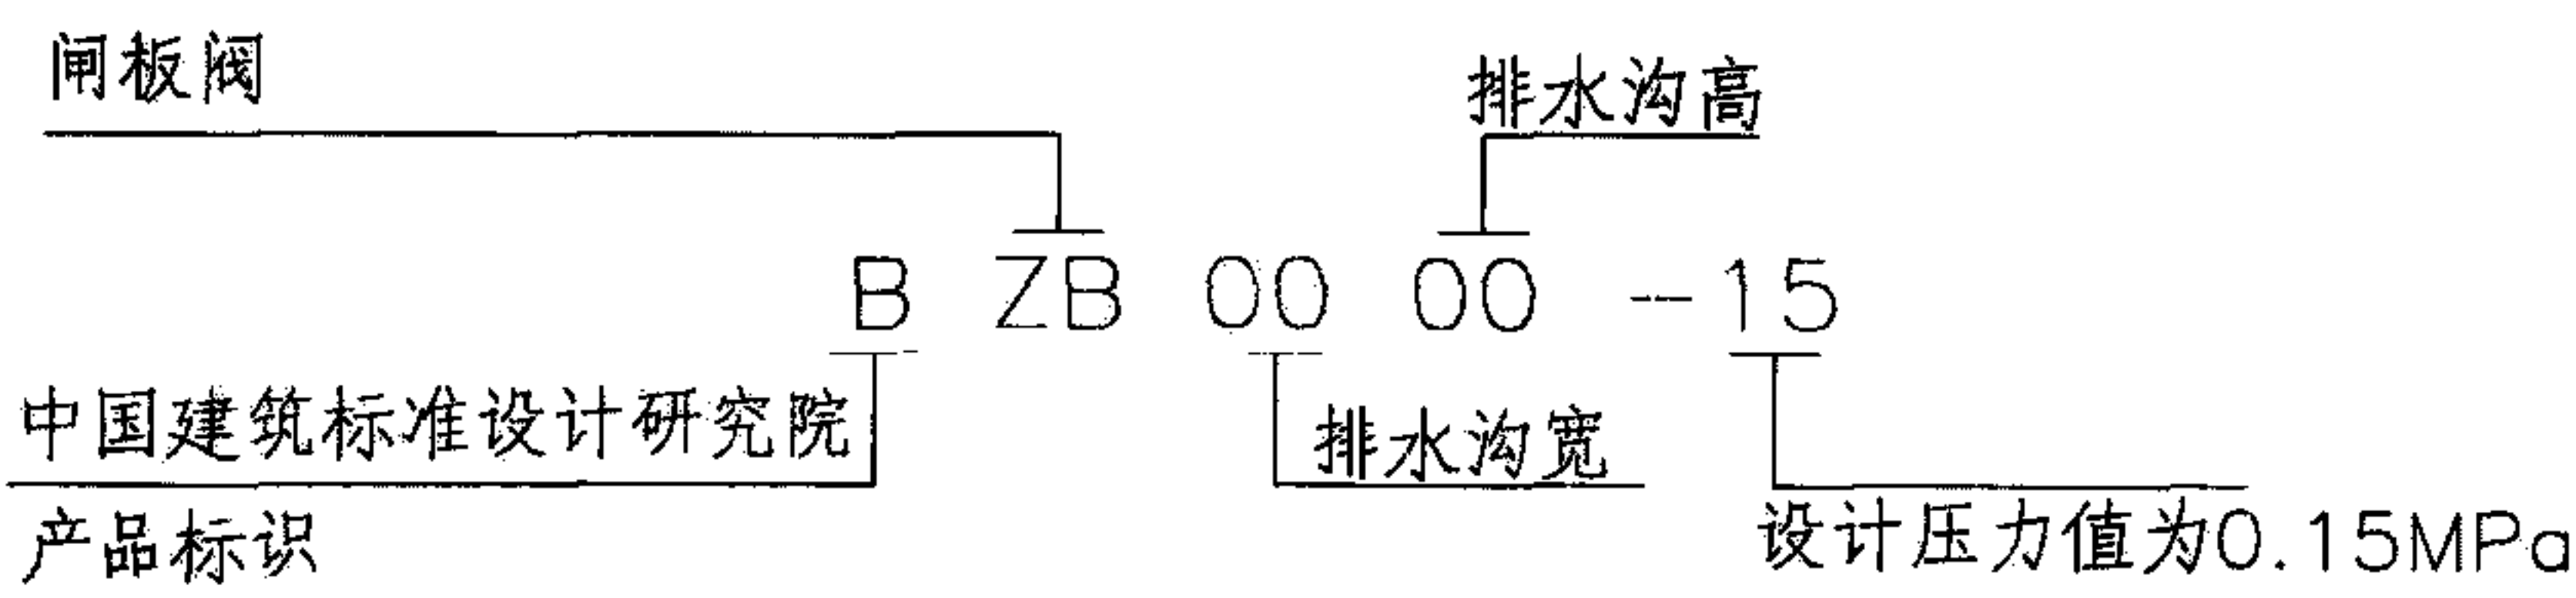 闸板阀
排水沟高
B ZB 00 00 -15
中国建筑标准设计研究院
排水沟宽
产品标识
设计压力值为0.15MPa